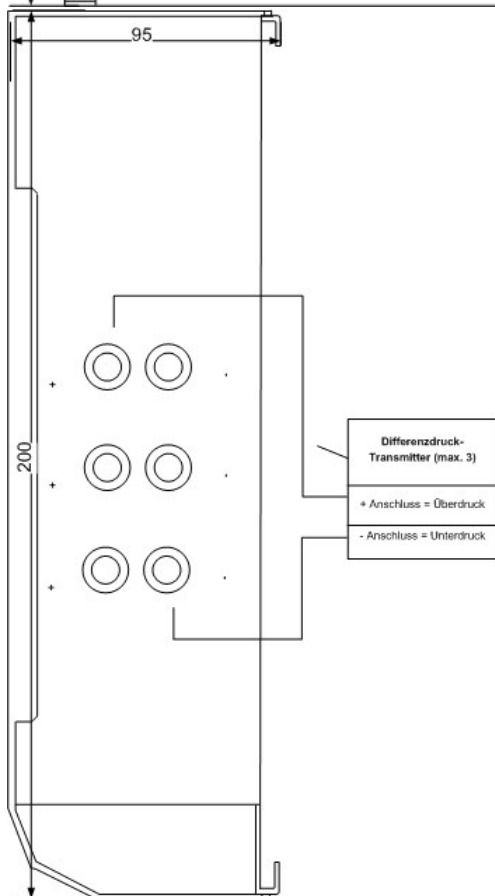 95
+
-
+
-
+
-
200
Differenzdruck-
Transmitter (max. 3)
+ Anschluss = Überdruck
- Anschluss = Unterdruck